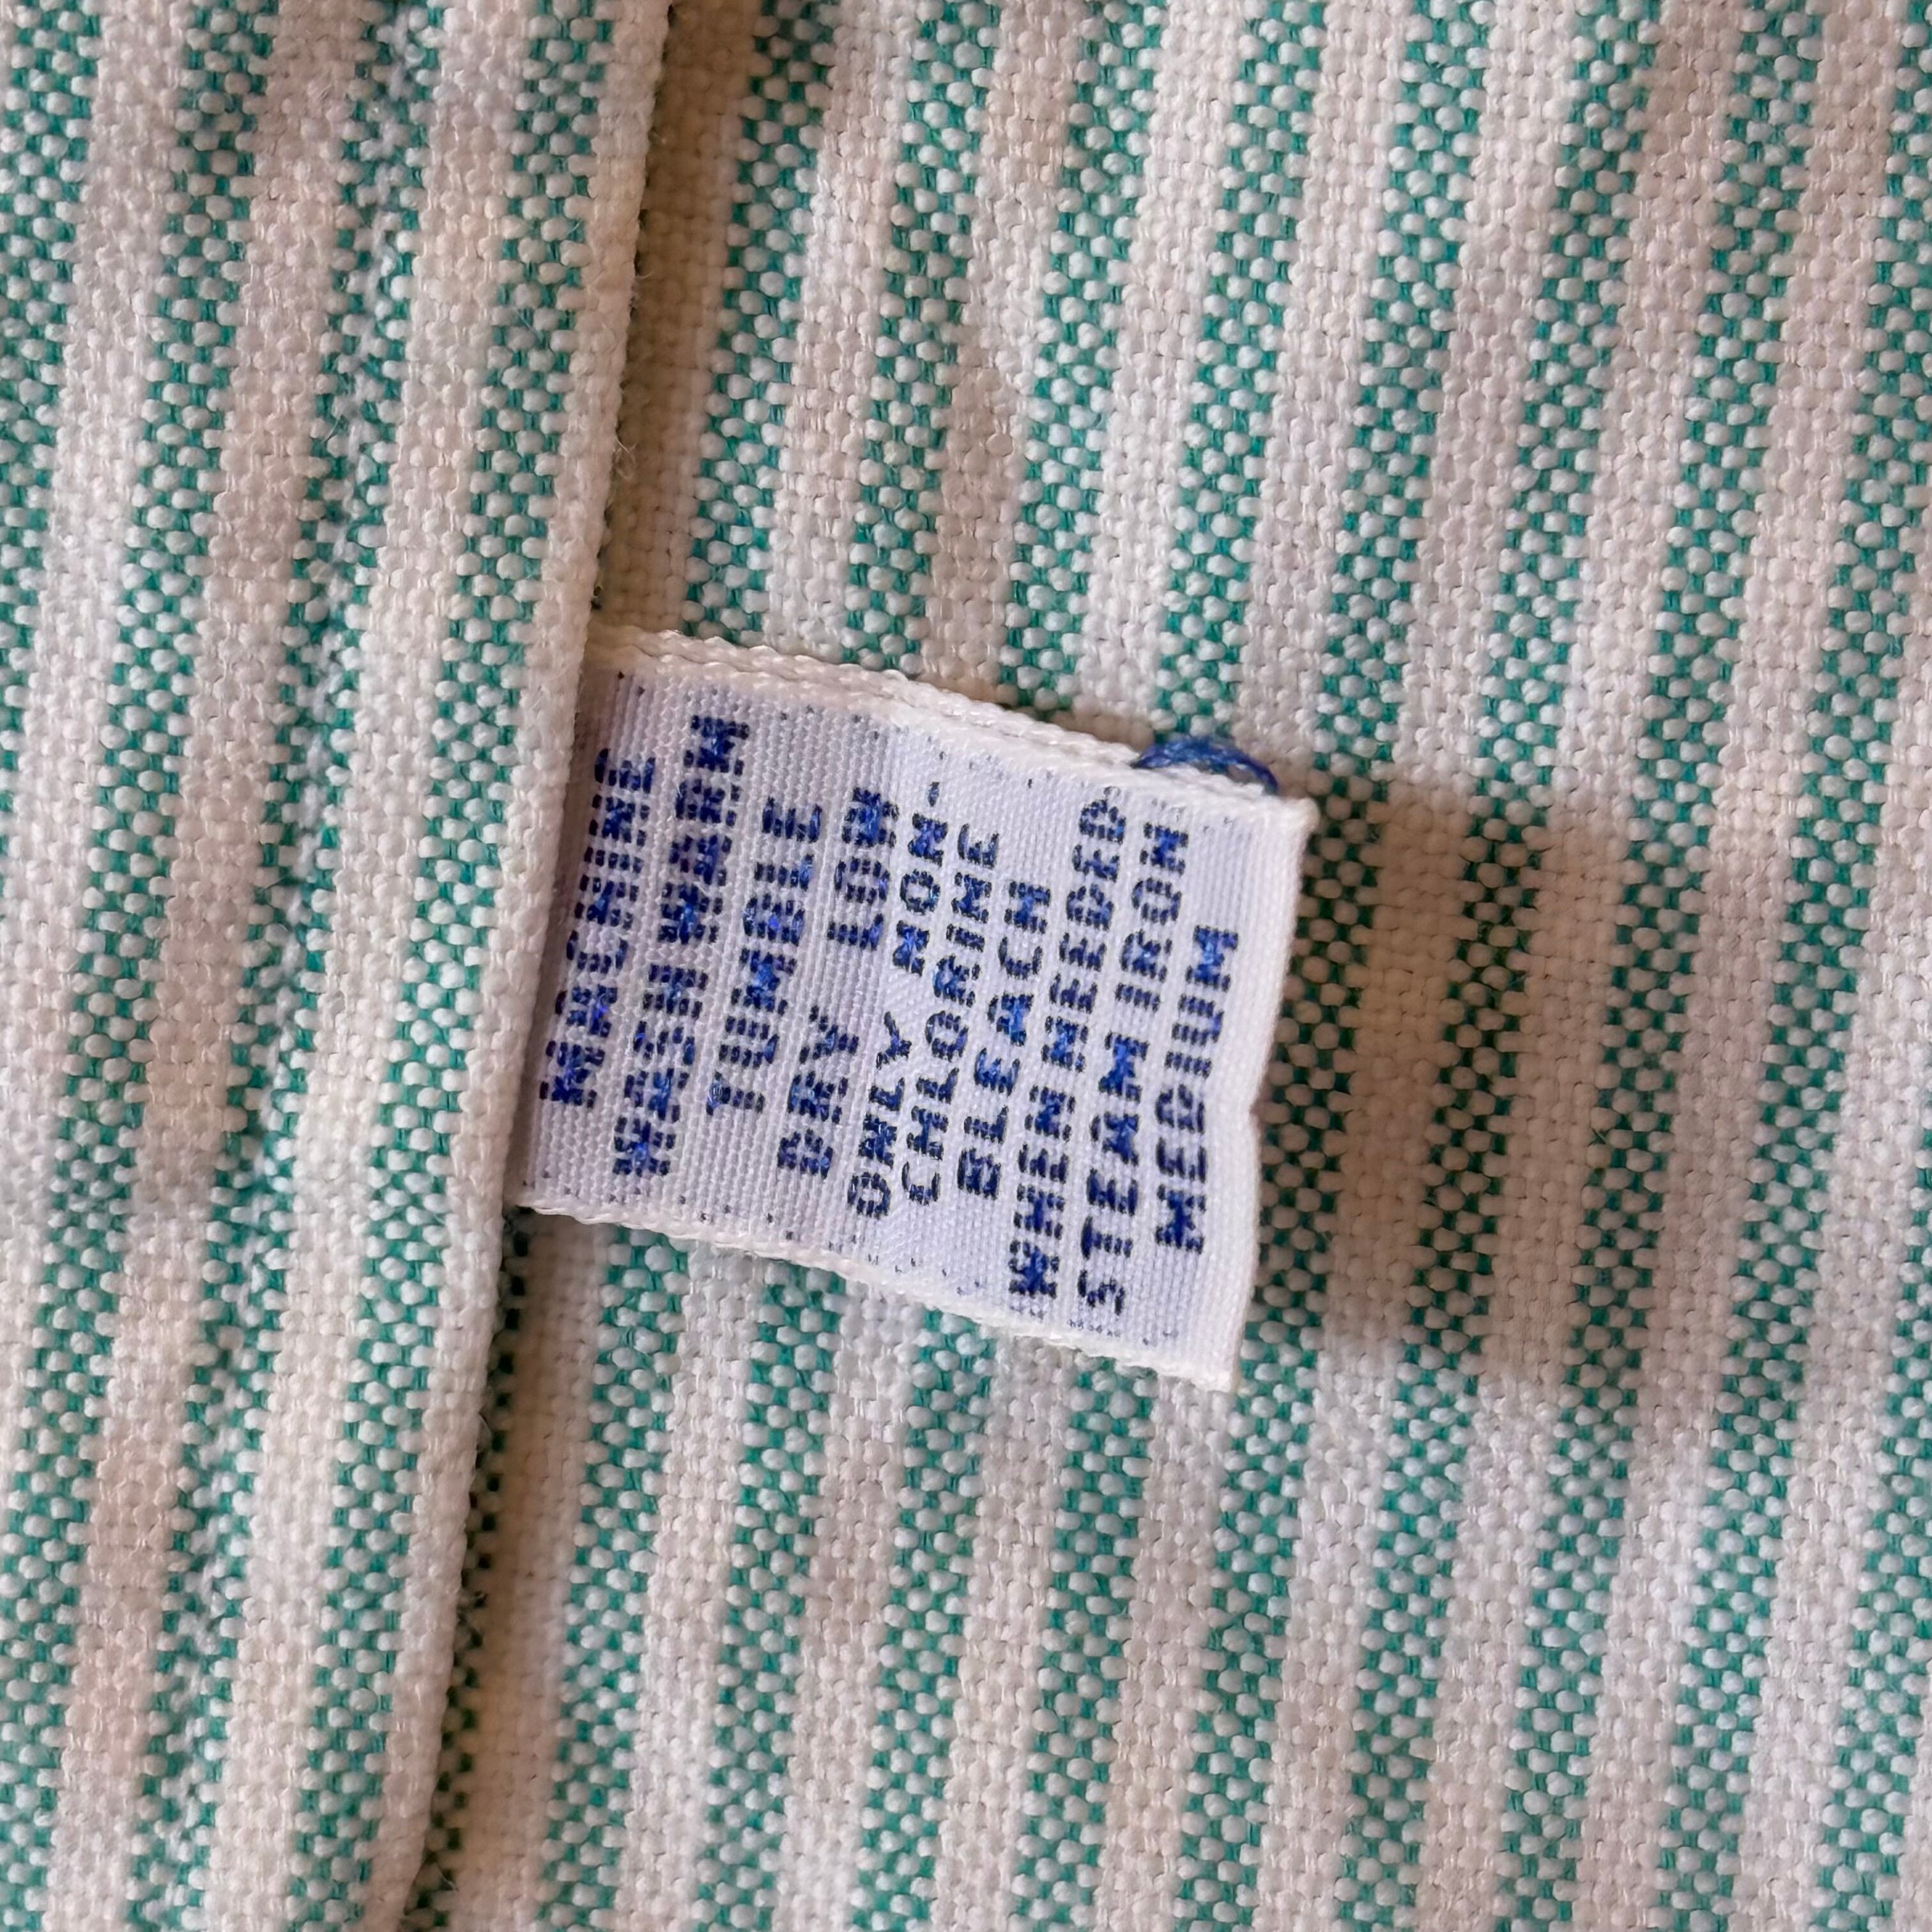 MACHINE
WASH WARM
TUMBLE
DRY LOW
ONLY NON-
CHLORINE
BLEACH
WHEN NEEDED
STEAM IRON
MEDIUM